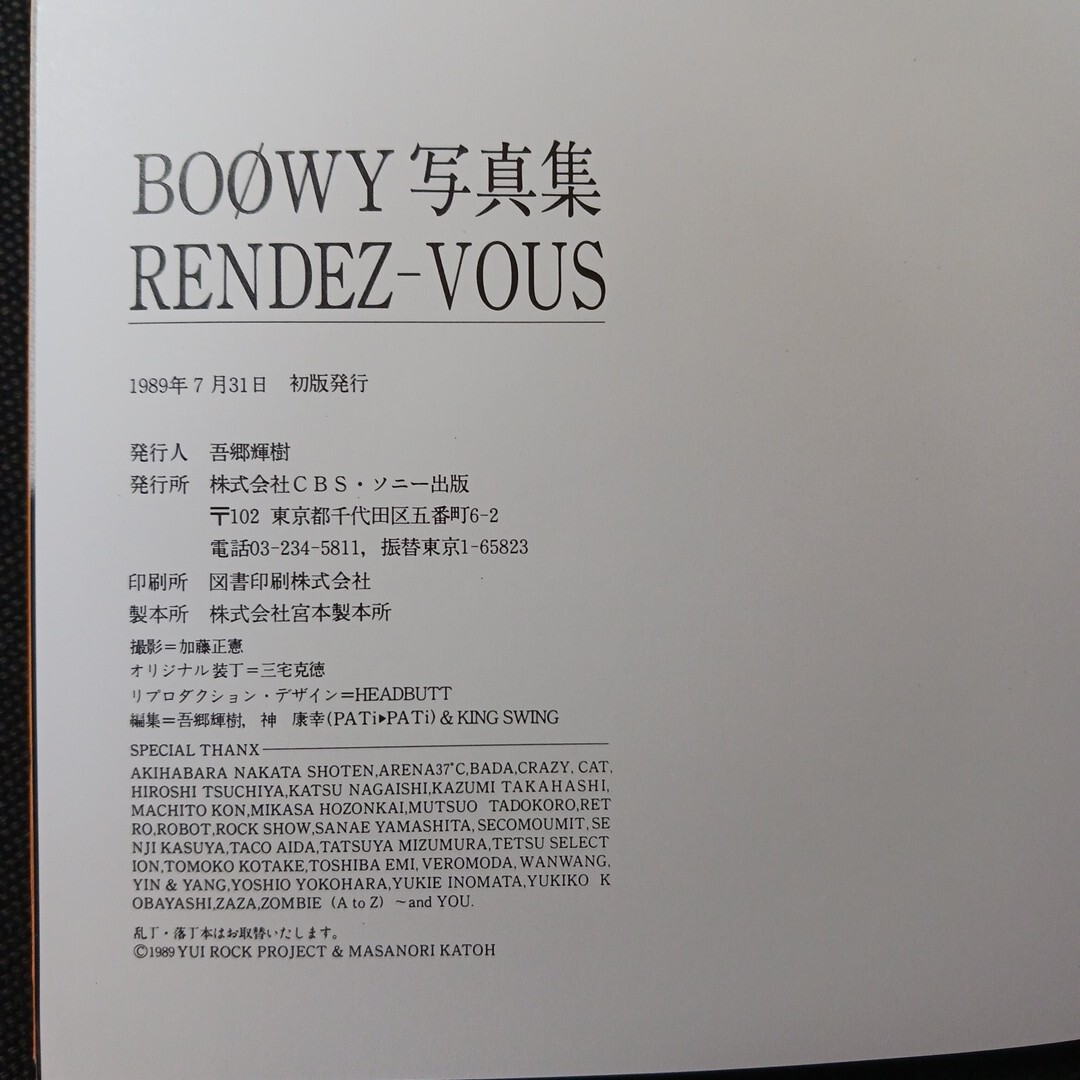 BOØWY 写真集
RENDEZ-VOUS
1989年7月31日 初版発行
発行人 吾郷輝樹
発行所 株式会社CBS・ソニー出版
〒102 東京都千代田区五番町6-2
電話03-234-5811, 振替東京1-65823
印刷所 図書印刷株式会社
製本所 株式会社宮本製本所
撮影＝加藤正憲
オリジナル装丁＝三宅克徳
リプロダクション・デザイン＝HEADBUTT
編集＝吾郷輝樹, 神 康幸(PATi▶PATi)& KING SWING
SPECIAL THANX
AKIHABARA NAKATA SHOTEN,ARENA37℃,BADA,CRAZY, CAT,
HIROSHI TSUCHIYA,KATSU NAGAISHI,KAZUMI TAKAHASHI,
MACHITO KON,MIKASA HOZONKAI,MUTSUO TADOKORO,RET
RO,ROBOT,ROCK SHOW,SANAE YAMASHITA,SECOMOUMIT,SE
NJI KASUYA,TACO AIDA,TATSUYA MIZUMURA,TETSU SELECT
ION,TOMOKO KOTAKE,TOSHIBA EMI,VEROMODA,WANWANG,
YIN & YANG,YOSHIO YOKOHARA,YUKIE INOMATA,YUKIKO K
OBAYASHI,ZAZA,ZOMBIE (A to Z) ～and YOU.
乱丁・落丁本はお取替いたします。
©1989 YUI ROCK PROJECT & MASANORI KATOH